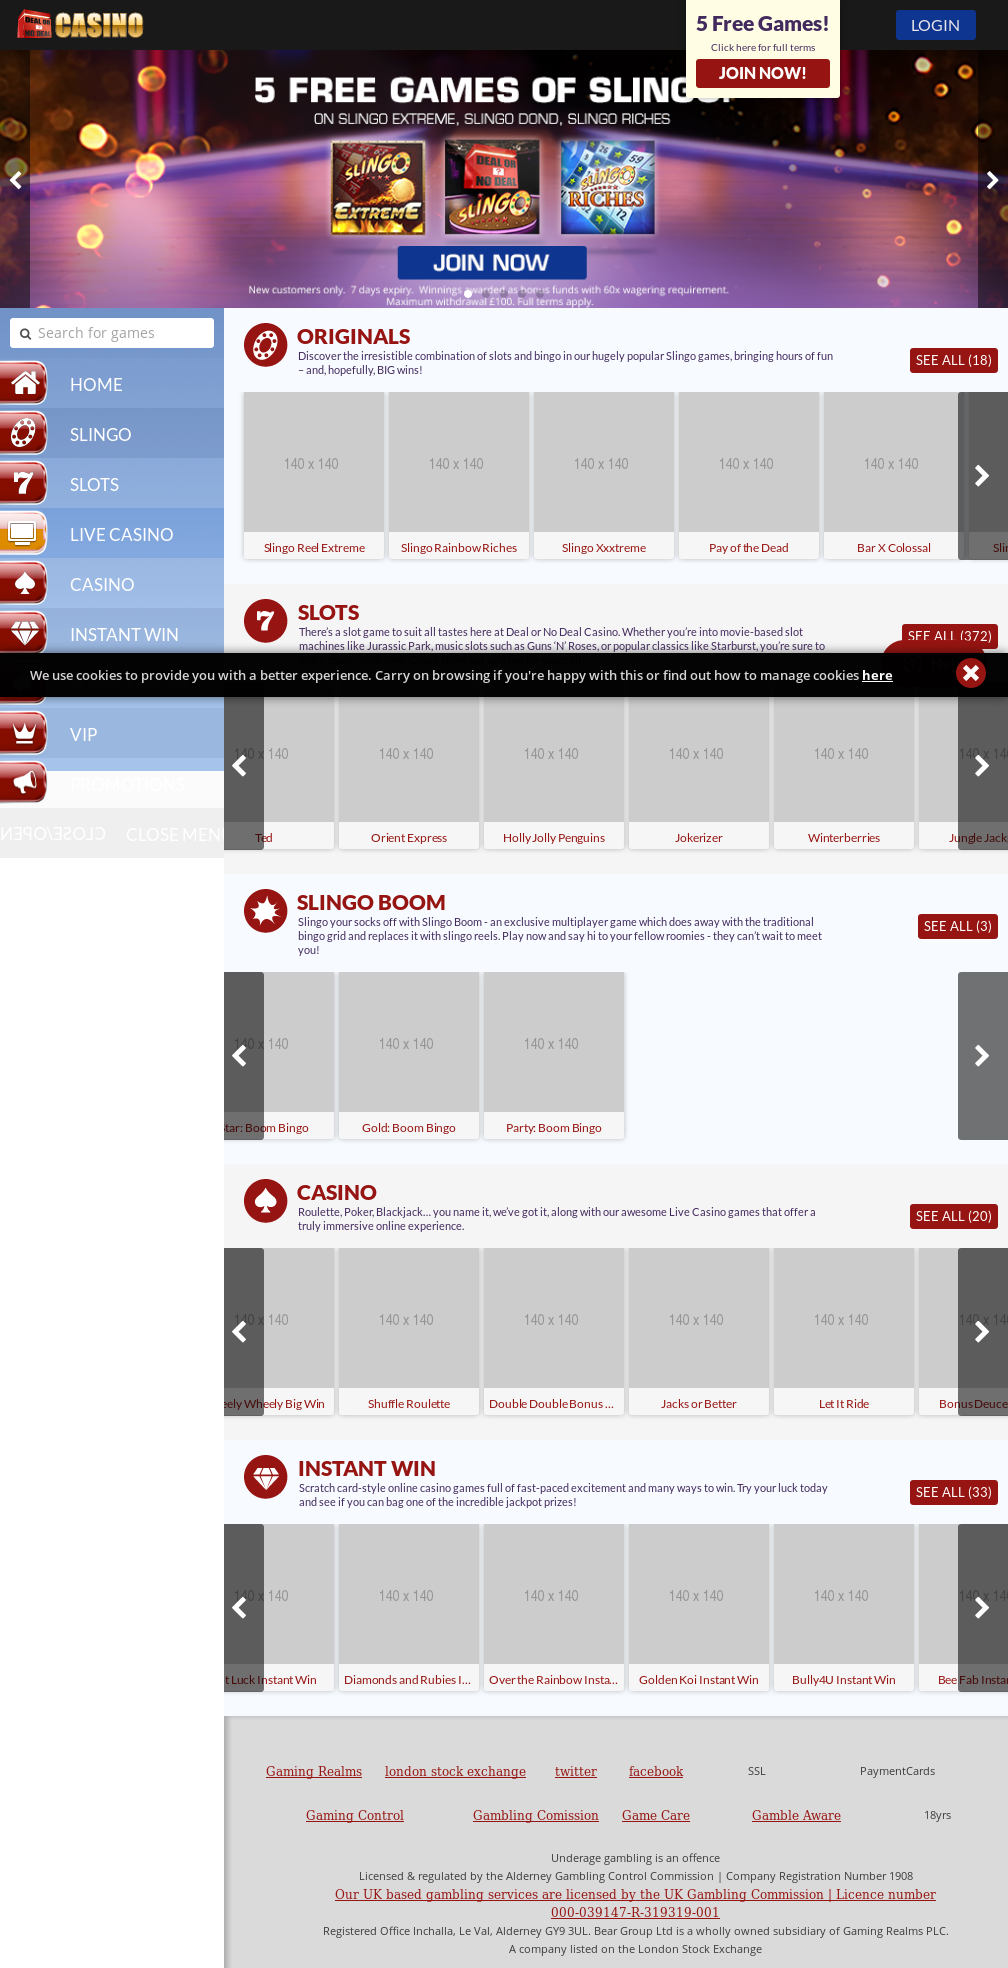 DEAL OR NO DEAL CASINO
5 Free Games!
Click here for full terms
JOIN NOW!
LOGIN
5 FREE GAMES OF SLINGO!
ON SLINGO EXTREME, SLINGO DOND, SLINGO RICHES
SLINGO EXTREME
DEAL OR NO DEAL SLINGO
SLINGO RICHES
JOIN NOW
New customers only. 7 days expiry. Winnings awarded as bonus funds with 60x wagering requirement.
Maximum withdrawal £100. Full terms apply.
Search for games
HOME
SLINGO
SLOTS
LIVE CASINO
CASINO
INSTANT WIN
VIP
PROMOTIONS
CLOSE/OPEN
CLOSE MEN
ORIGINALS
Discover the irresistible combination of slots and bingo in our hugely popular Slingo games, bringing hours of fun
– and, hopefully, BIG wins!
SEE ALL (18)
140 x 140
140 x 140
140 x 140
140 x 140
140 x 140
Slingo Reel Extreme
Slingo Rainbow Riches
Slingo Xxxtreme
Pay of the Dead
Bar X Colossal
Slin
SLOTS
There's a slot game to suit all tastes here at Deal or No Deal Casino. Whether you're into movie-based slot
machines like Jurassic Park, music slots such as Guns 'N' Roses, or popular classics like Starburst, you're sure to
SEE ALL (372)
We use cookies to provide you with a better experience. Carry on browsing if you're happy with this or find out how to manage cookies here
140 x 140
140 x 140
140 x 140
140 x 140
140 x 140
140 x 140
Ted
Orient Express
Holly Jolly Penguins
Jokerizer
Winterberries
Jungle Jack
SLINGO BOOM
Slingo your socks off with Slingo Boom - an exclusive multiplayer game which does away with the traditional
bingo grid and replaces it with slingo reels. Play now and say hi to your fellow roomies - they can't wait to meet
you!
SEE ALL (3)
140 x 140
140 x 140
140 x 140
Star: Boom Bingo
Gold: Boom Bingo
Party: Boom Bingo
CASINO
Roulette, Poker, Blackjack... you name it, we've got it, along with our awesome Live Casino games that offer a
truly immersive online experience.
SEE ALL (20)
140 x 140
140 x 140
140 x 140
140 x 140
140 x 140
140 x 140
eely Wheely Big Win
Shuffle Roulette
Double Double Bonus ...
Jacks or Better
Let It Ride
Bonus Deuce
INSTANT WIN
Scratch card-style online casino games full of fast-paced excitement and many ways to win. Try your luck today
and see if you can bag one of the incredible jackpot prizes!
SEE ALL (33)
140 x 140
140 x 140
140 x 140
140 x 140
140 x 140
140 x 140
t Luck Instant Win
Diamonds and Rubies I...
Over the Rainbow Insta...
Golden Koi Instant Win
Bully4U Instant Win
Bee Fab Instan
Gaming Realms london stock exchange twitter facebook SSL PaymentCards
Gaming Control Gambling Comission Game Care Gamble Aware 18yrs
Underage gambling is an offence
Licensed & regulated by the Alderney Gambling Control Commission | Company Registration Number 1908
Our UK based gambling services are licensed by the UK Gambling Commission | Licence number
000-039147-R-319319-001
Registered Office Inchalla, Le Val, Alderney GY9 3UL. Bear Group Ltd is a wholly owned subsidiary of Gaming Realms PLC.
A company listed on the London Stock Exchange